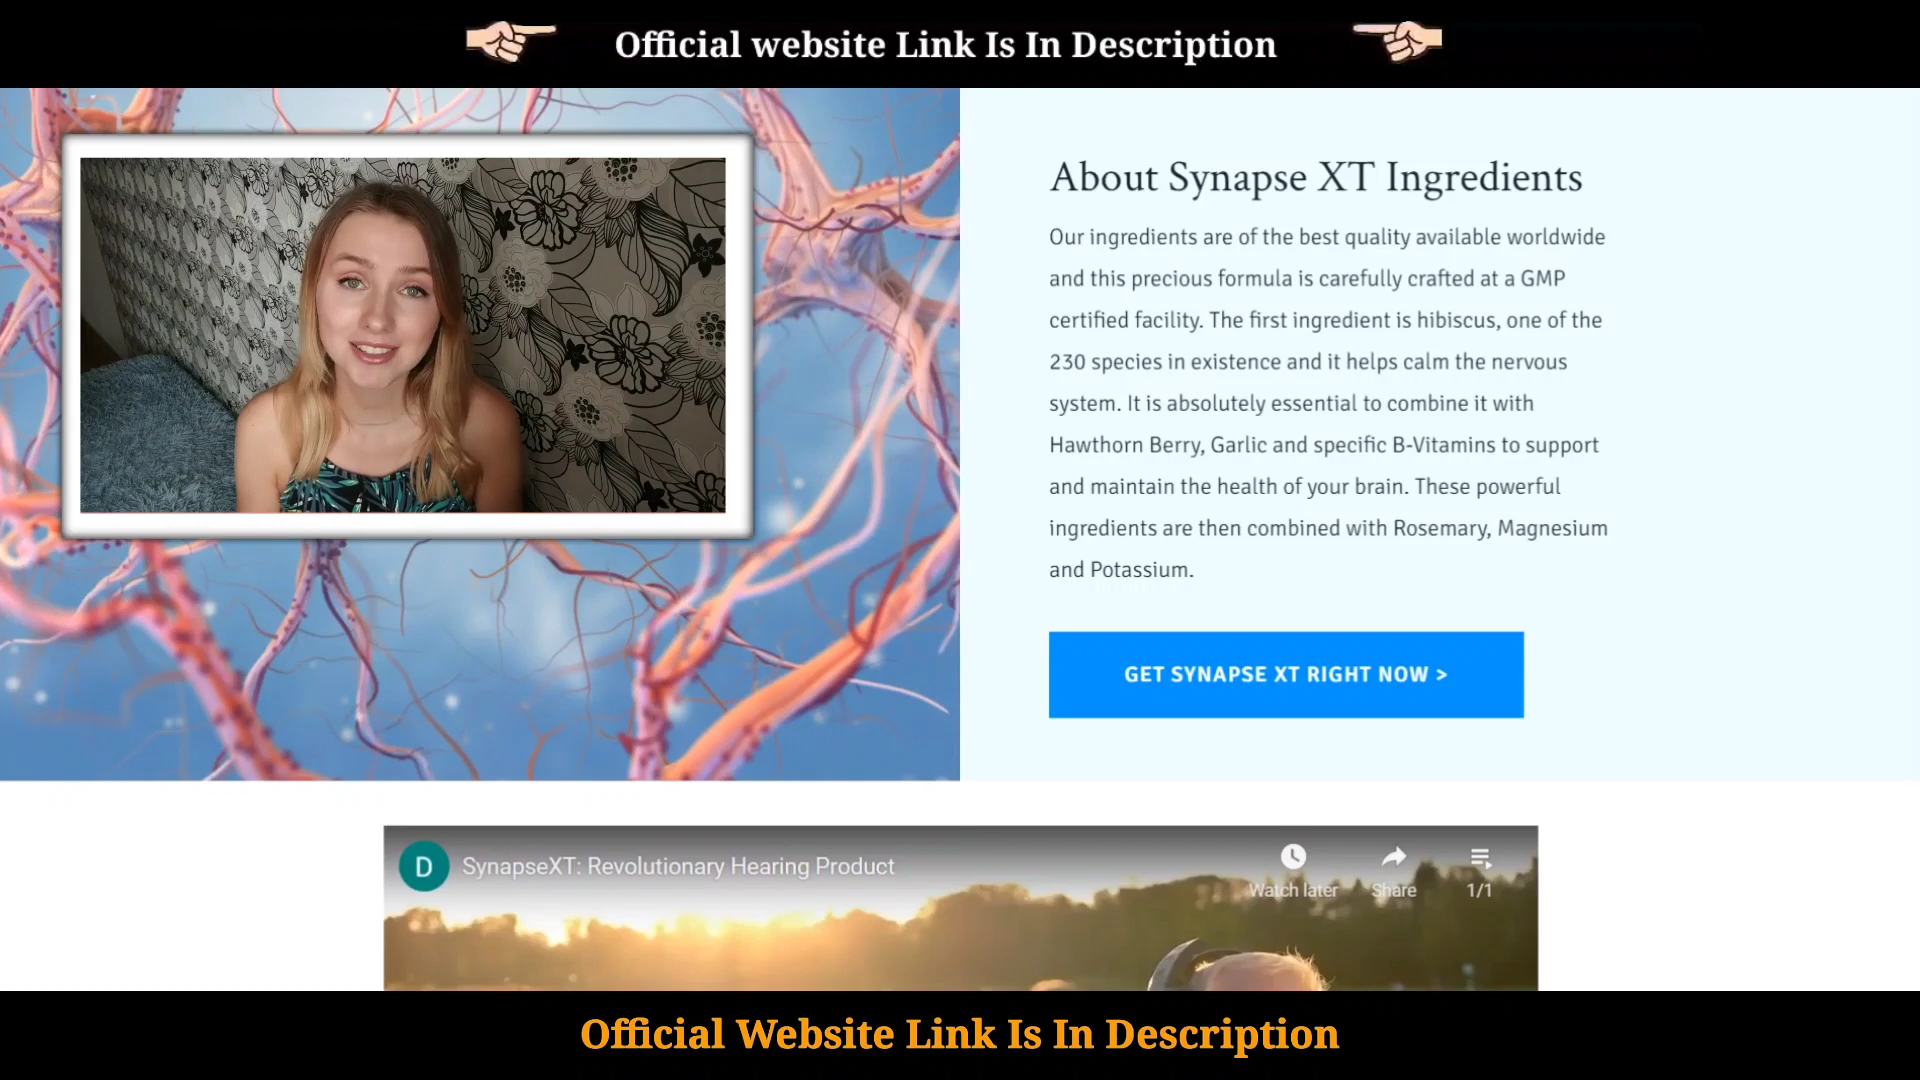 Official website Link Is In Description
About Synapse XT Ingredients
Our ingredients are of the best quality available worldwide
and this precious formula is carefully crafted at a GMP
certified facility. The first ingredient is hibiscus, one of the
230 species in existence and it helps calm the nervous
system. It is absolutely essential to combine it with
Hawthorn Berry, Garlic and specific B-Vitamins to support
and maintain the health of your brain. These powerful
ingredients are then combined with Rosemary, Magnesium
and Potassium.
GET SYNAPSE XT RIGHT NOW >
D SynapseXT: Revolutionary Hearing Product
Watch later Share 1/1
Official Website Link Is In Description